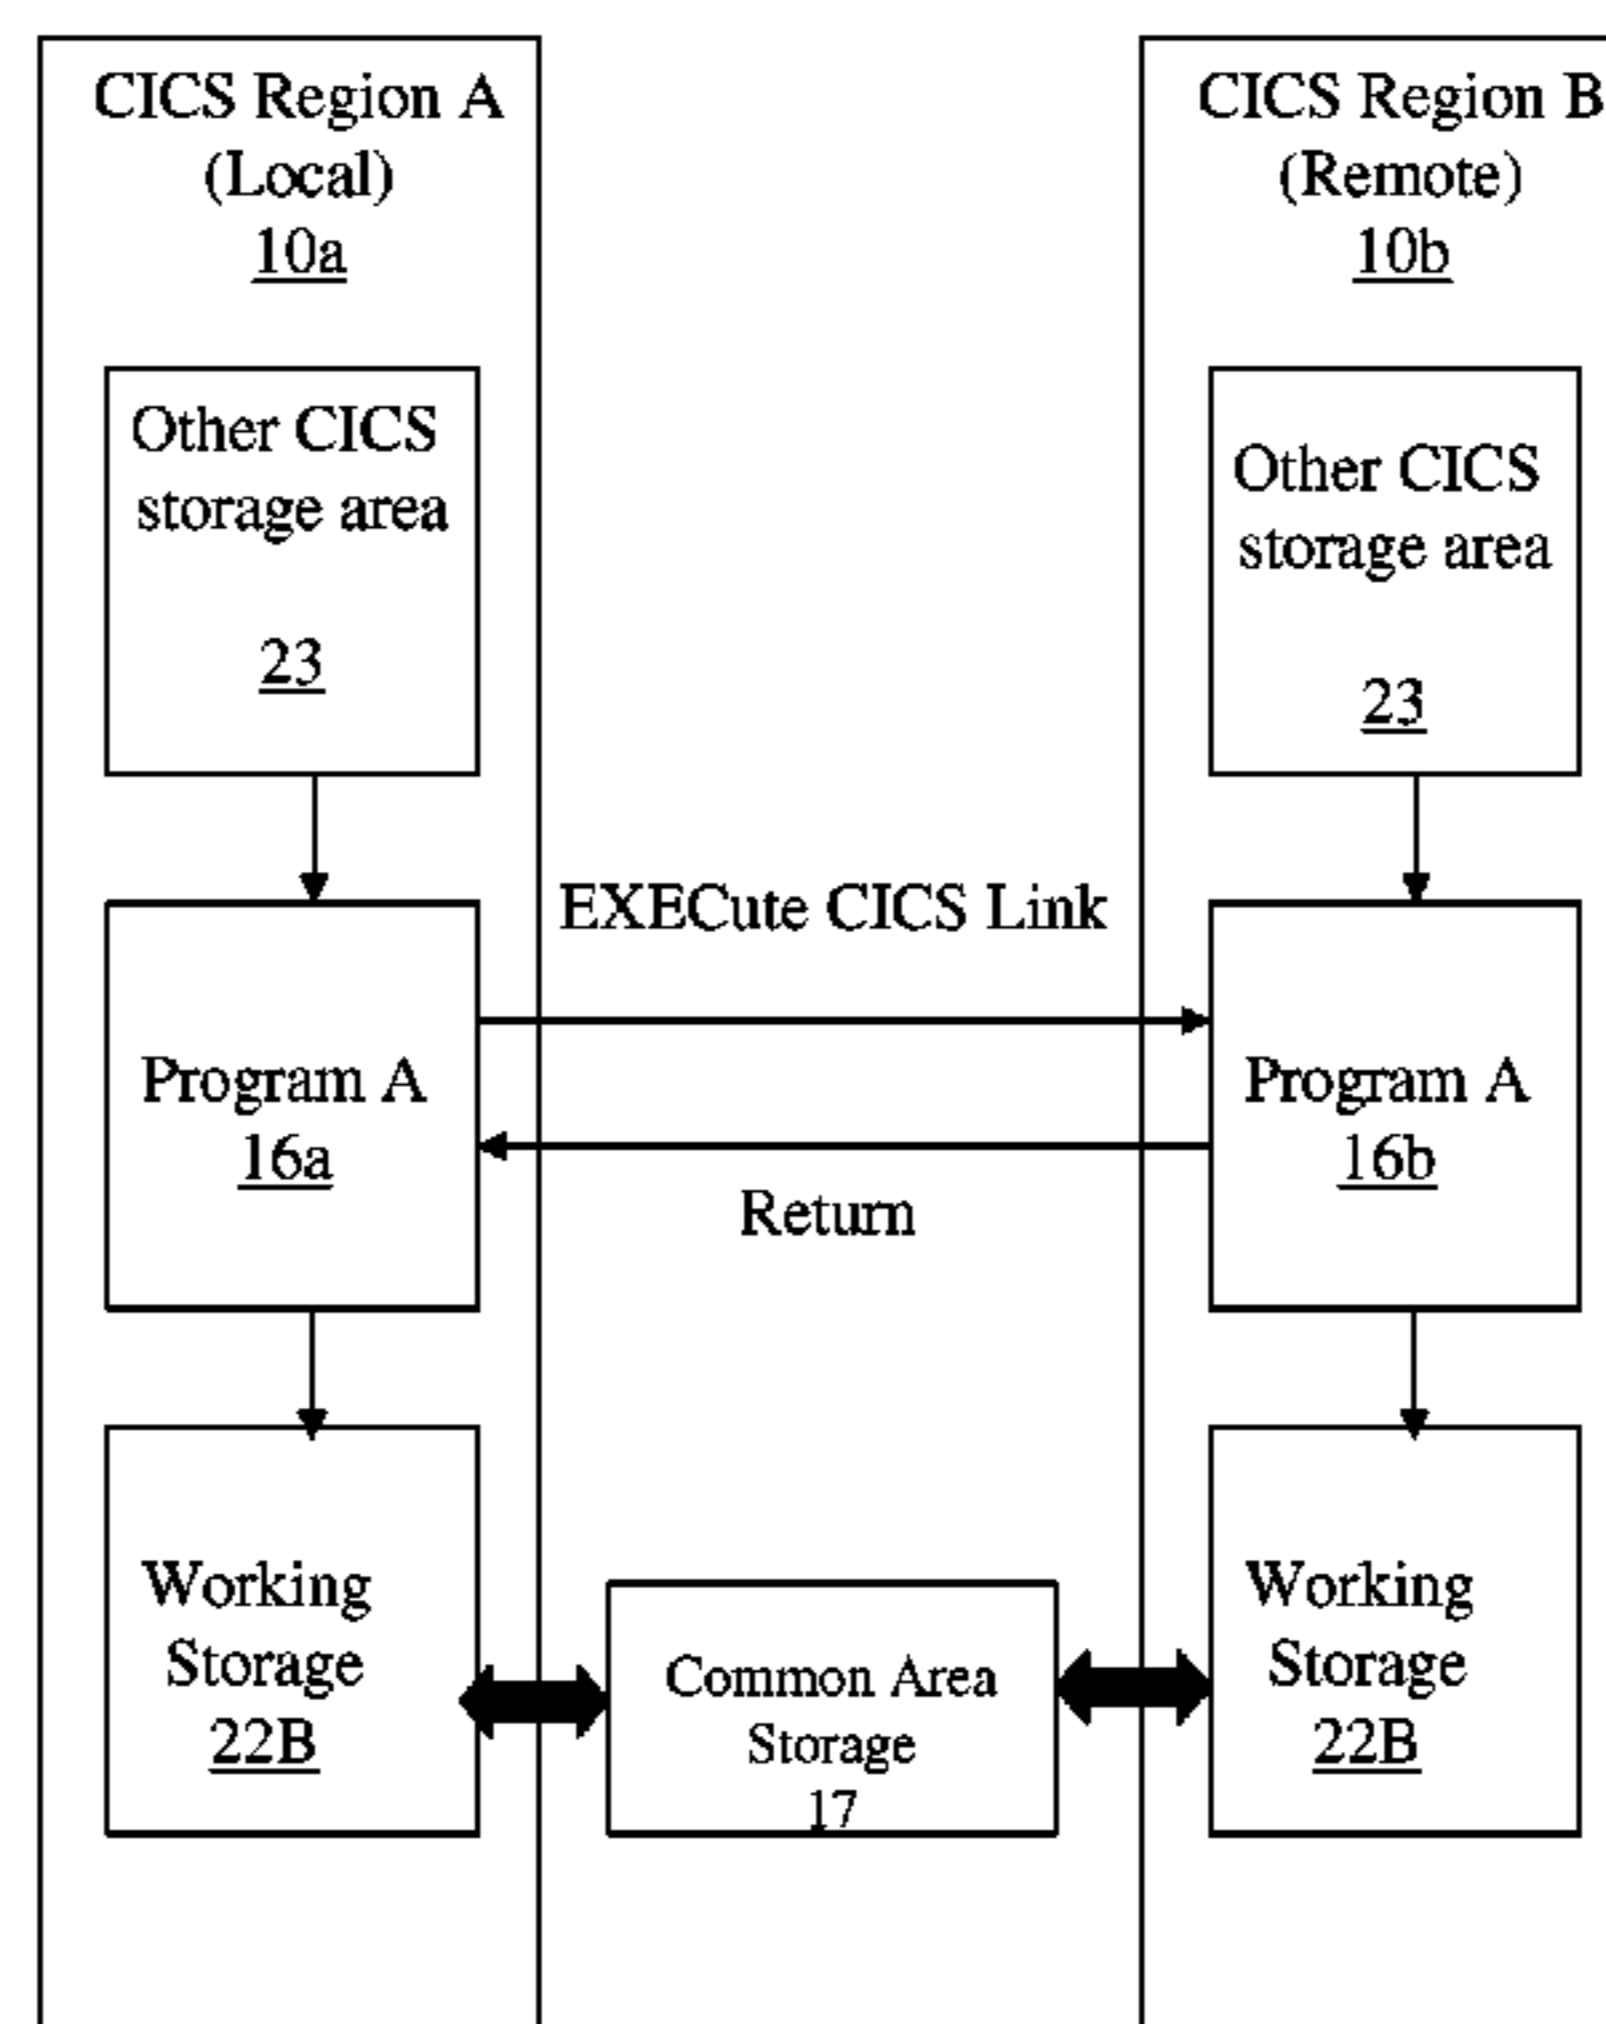 CICS Region A
(Local)
10a
Other CICS
storage area
23
Program A
16a
Working
Storage
22B
EXECute CICS Link
Return
Common Area
Storage
17
CICS Region B
(Remote)
10b
Other CICS
storage area
23
Program A
16b
Working
Storage
22B